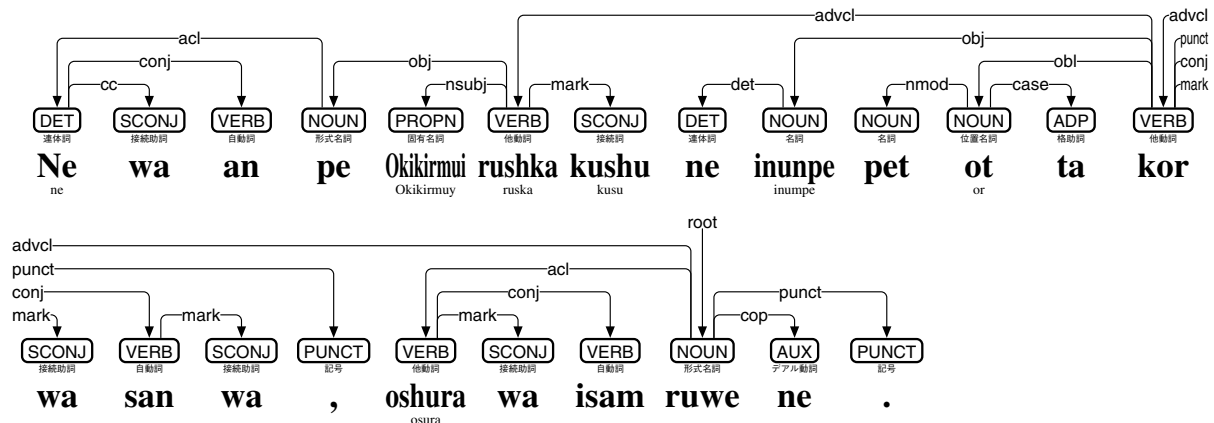 advcl advcl
acl obj punct
conj obj obl conj
cc nsubj mark det nmod case mark
DET SCONJ VERB NOUN PROPN VERB SCONJ DET NOUN NOUN NOUN ADP VERB
連体詞 接続助詞 自動詞 形式名詞 固有名詞 他動詞 接続詞 連体詞 名詞 名詞 位置名詞 格助詞 他動詞
Ne wa an pe Okikirmui rushka kushu ne inunpe pet ot ta kor
ne Okikirmuy ruska kusu inumpe or
root
advcl
punct acl
conj conj punct
mark mark mark cop
SCONJ VERB SCONJ PUNCT VERB SCONJ VERB NOUN AUX PUNCT
接続助詞 自動詞 接続助詞 記号 他動詞 接続助詞 自動詞 形式名詞 デアル動詞 記号
wa san wa , oshura wa isam ruwe ne .
osura